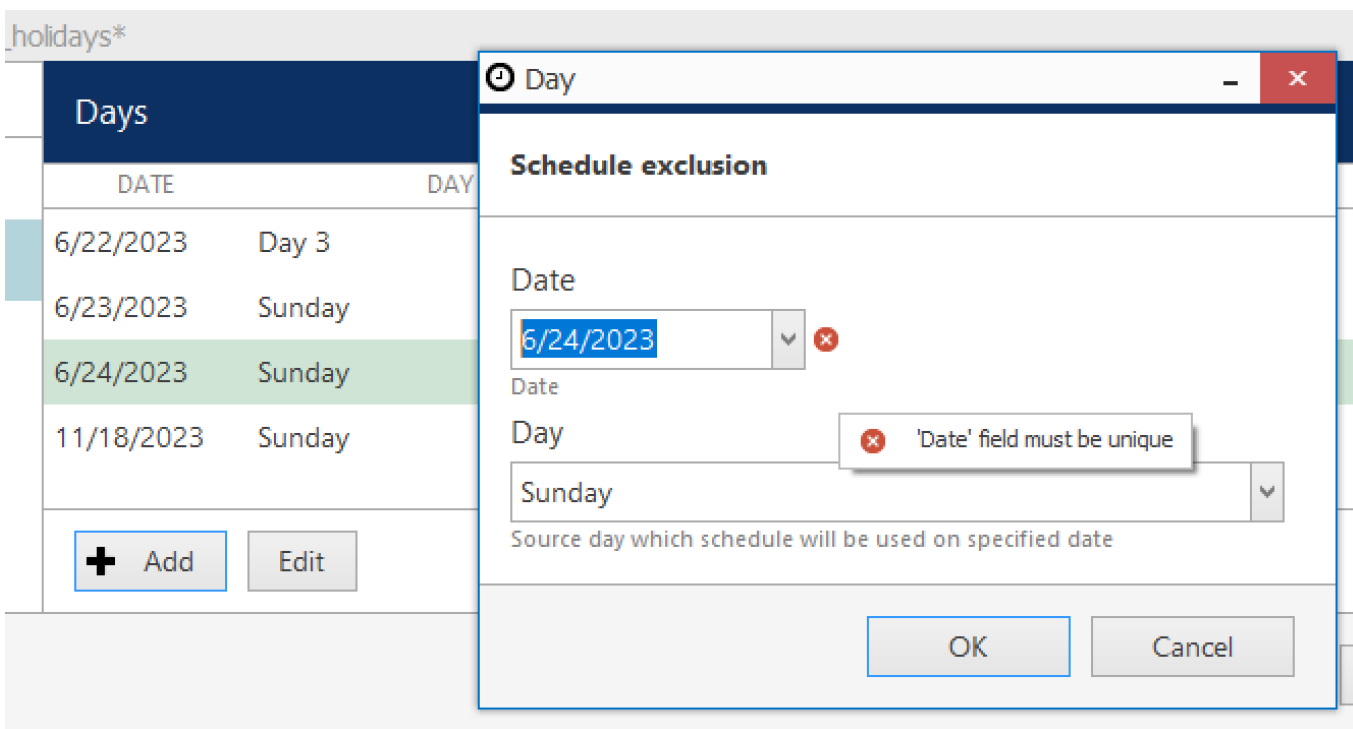 _holidays*
Days
DATE DAY
6/22/2023 Day 3
6/23/2023 Sunday
6/24/2023 Sunday
11/18/2023 Sunday
Add Edit
Day
Schedule exclusion
Date
6/24/2023
Date
Day
'Date' field must be unique
Sunday
Source day which schedule will be used on specified date
OK Cancel